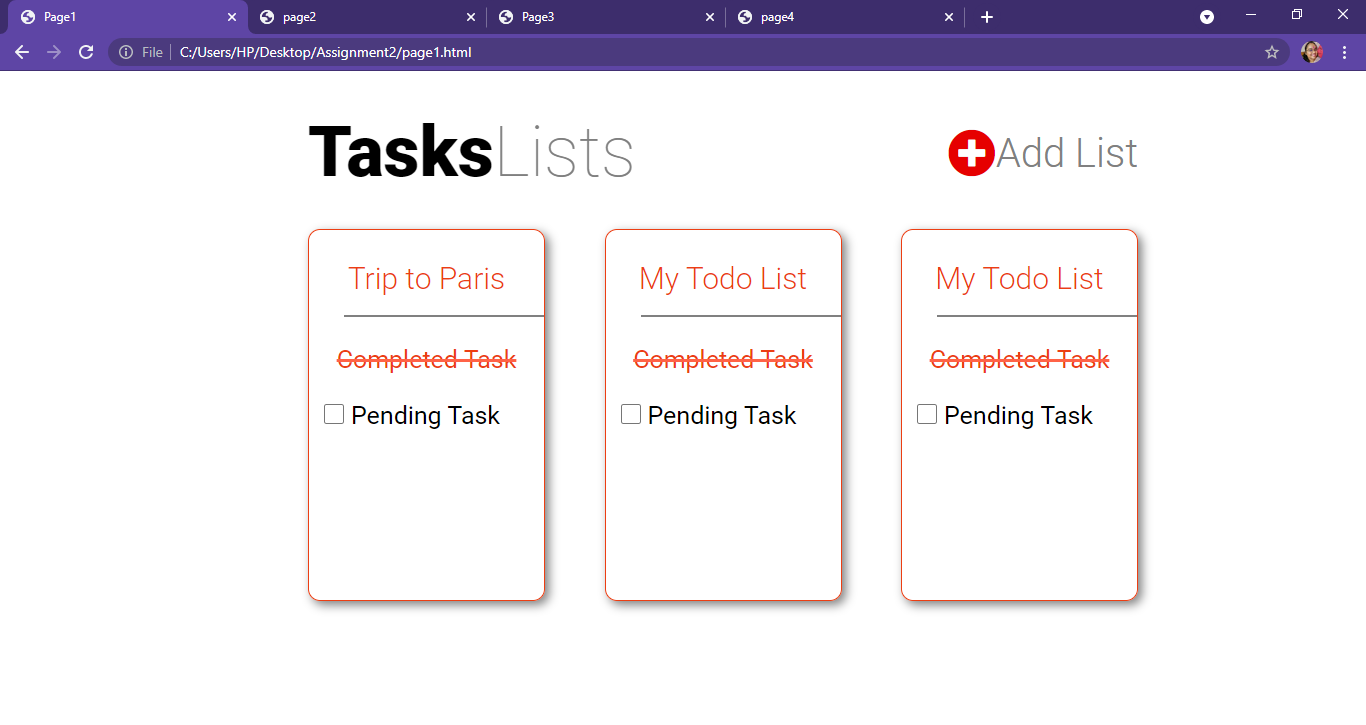 Page1 page2 Page3 page4
File C:/Users/HP/Desktop/Assignment2/page1.html
TasksLists Add List
Trip to Paris My Todo List My Todo List
Completed Task Completed Task Completed Task
Pending Task Pending Task Pending Task